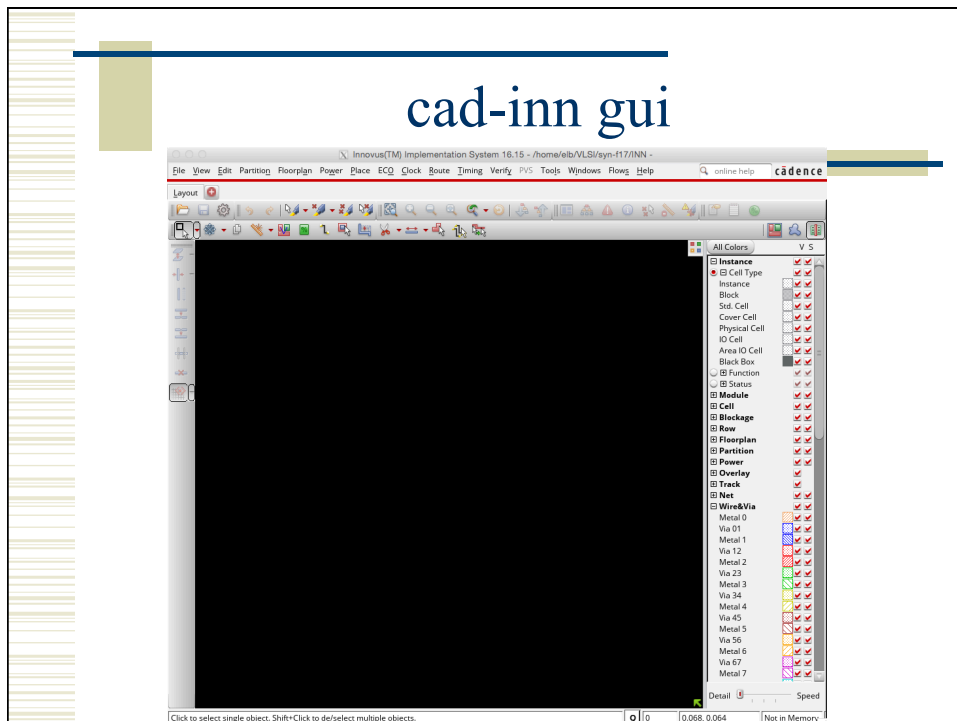 cad-inn gui
Innovus(TM) Implementation System 16.15 - /home/elb/VLSI/syn-f17/INN -
File View Edit Partition Floorplan Power Place ECO Clock Route Timing Verify PVS Tools Windows Flows Help
online help
cādence
Layout
All Colors V S
Instance
Cell Type
Instance
Block
Std. Cell
Cover Cell
Physical Cell
IO Cell
Area IO Cell
Black Box
Function
Status
Module
Cell
Blockage
Row
Floorplan
Partition
Power
Overlay
Track
Net
Wire&Via
Metal 0
Via 01
Metal 1
Via 12
Metal 2
Via 23
Metal 3
Via 34
Metal 4
Via 45
Metal 5
Via 56
Metal 6
Via 67
Metal 7
Detail Speed
Click to select single object. Shift+Click to de/select multiple objects. Q 0 0.068, 0.064 Not in Memory